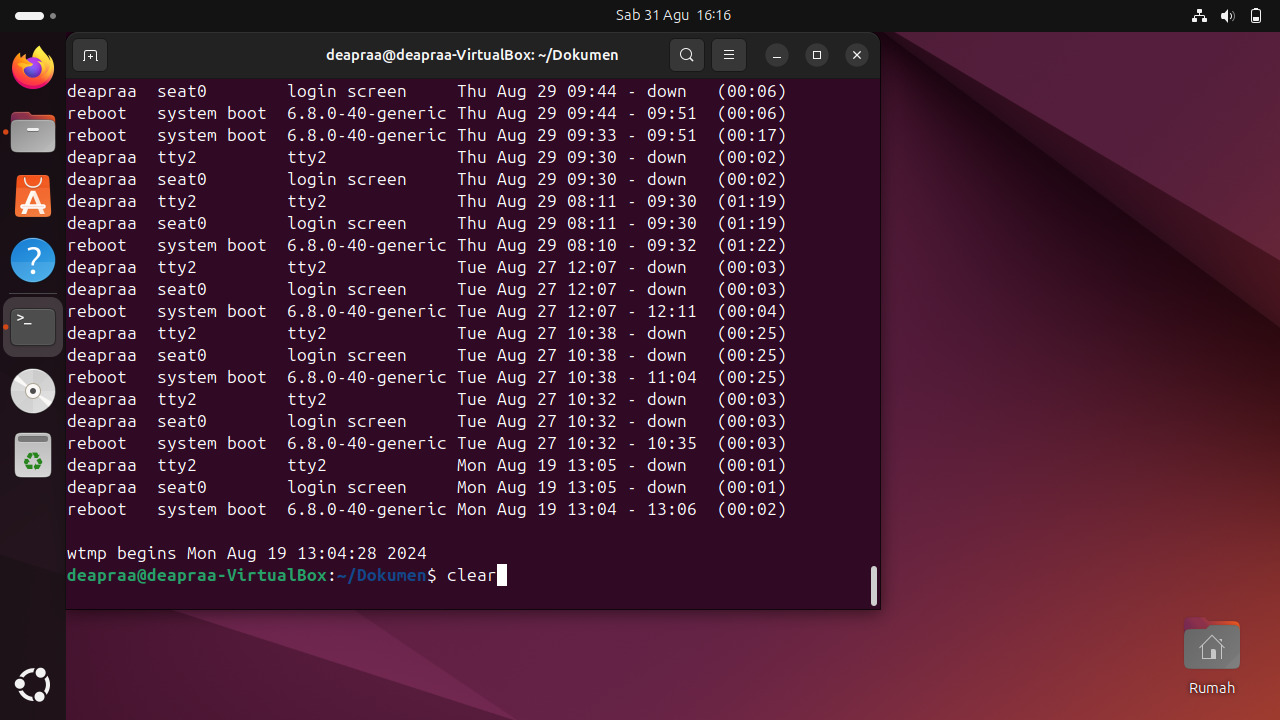 Sab 31 Agu 16:16
deapraa@deapraa-VirtualBox: ~/Dokumen
deapraa  seat0        login screen     Thu Aug 29 09:44 - down   (00:06)
reboot   system boot  6.8.0-40-generic Thu Aug 29 09:44 - 09:51  (00:06)
reboot   system boot  6.8.0-40-generic Thu Aug 29 09:33 - 09:51  (00:17)
deapraa  tty2         tty2             Thu Aug 29 09:30 - down   (00:02)
deapraa  seat0        login screen     Thu Aug 29 09:30 - down   (00:02)
deapraa  tty2         tty2             Thu Aug 29 08:11 - 09:30  (01:19)
deapraa  seat0        login screen     Thu Aug 29 08:11 - 09:30  (01:19)
reboot   system boot  6.8.0-40-generic Thu Aug 29 08:10 - 09:32  (01:22)
deapraa  tty2         tty2             Tue Aug 27 12:07 - down   (00:03)
deapraa  seat0        login screen     Tue Aug 27 12:07 - down   (00:03)
reboot   system boot  6.8.0-40-generic Tue Aug 27 12:07 - 12:11  (00:04)
deapraa  tty2         tty2             Tue Aug 27 10:38 - down   (00:25)
deapraa  seat0        login screen     Tue Aug 27 10:38 - down   (00:25)
reboot   system boot  6.8.0-40-generic Tue Aug 27 10:38 - 11:04  (00:25)
deapraa  tty2         tty2             Tue Aug 27 10:32 - down   (00:03)
deapraa  seat0        login screen     Tue Aug 27 10:32 - down   (00:03)
reboot   system boot  6.8.0-40-generic Tue Aug 27 10:32 - 10:35  (00:03)
deapraa  tty2         tty2             Mon Aug 19 13:05 - down   (00:01)
deapraa  seat0        login screen     Mon Aug 19 13:05 - down   (00:01)
reboot   system boot  6.8.0-40-generic Mon Aug 19 13:04 - 13:06  (00:02)
wtmp begins Mon Aug 19 13:04:28 2024
deapraa@deapraa-VirtualBox:~/Dokumen$ clear
Rumah